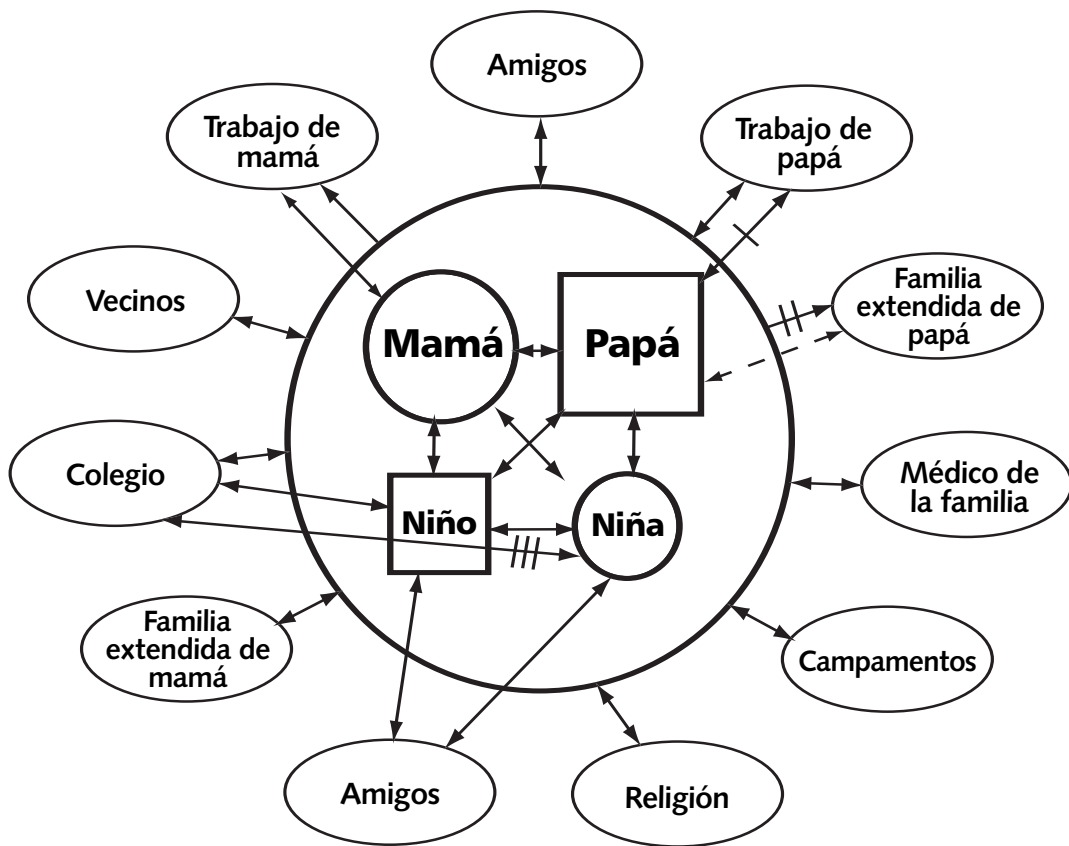 Amigos
Trabajo de
mamá
Trabajo de
papá
Vecinos
Mamá
Papá
Familia
extendida de
papá
Colegio
Niño
Niña
Médico de
la familia
Familia
extendida de
mamá
Campamentos
Amigos
Religión